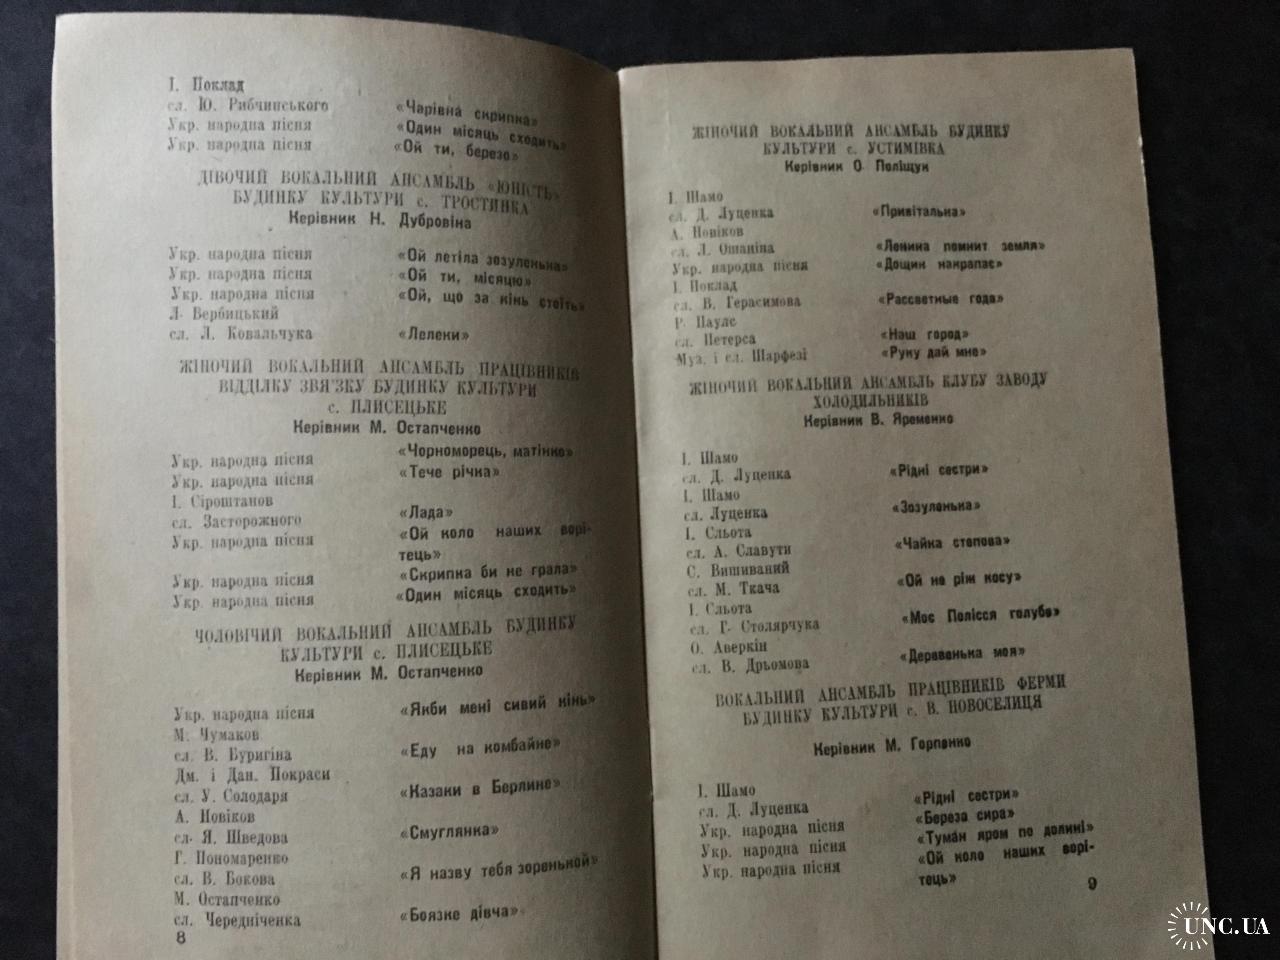 І. Поклад
сл. Ю. Рибчинського «Чарівна скрипка»
Укр. народна пісня «Один місяць сходить»
Укр. народна пісня «Ой ти, березо»
ДІВОЧИЙ ВОКАЛЬНИЙ АНСАМБЛЬ «ЮНІСТЬ»
БУДИНКУ КУЛЬТУРИ с. ТРОСТЯНКА
Керівник Н. Дубровіна
Укр. народна пісня «Ой летіла зозуленька»
Укр. народна пісня «Ой ти, місяцю»
Укр. народна пісня «Ой, що за кінь стоїть»
Л. Вербицький
сл. Л. Ковальчука «Лелеки»
ЖІНОЧИЙ ВОКАЛЬНИЙ АНСАМБЛЬ ПРАЦІВНИКІВ
ВІДДІЛКУ ЗВЯ'ЗКУ БУДИНКУ КУЛЬТУРИ
с. ПЛИСЕЦЬКЕ
Керівник М. Остапченко
Укр. народна пісня «Чорноморець, матінко»
Укр. народна пісня «Тече річка»
І. Сіроштанов
сл. Засторожного «Лада»
Укр. народна пісня «Ой коло наших ворі-
тець»
Укр. народна пісня «Скрипка би не грала»
Укр. народна пісня «Один місяць сходить»
ЧОЛОВІЧИЙ ВОКАЛЬНИЙ АНСАМБЛЬ БУДИНКУ
КУЛЬТУРИ с. ПЛИСЕЦЬКЕ
Керівник М. Остапченко
Укр. народна пісня «Якби мені сивий кінь»
М. Чумаков
сл. В. Буригіна «Еду на комбайне»
Дм. і Дан. Покраси
сл. У. Солодаря «Казаки в Берлине»
А. Новіков
сл. Я. Шведова «Смуглянка»
Г. Пономаренко
сл. В. Бокова «Я назву тебя зоренькой»
М. Остапченко
сл. Чередніченка «Боязке дівча»
8
ЖІНОЧИЙ ВОКАЛЬНИЙ АНСАМБЛЬ БУДИНКУ
КУЛЬТУРИ с. УСТИМІВКА
Керівник О. Поліщук
І. Шамо
сл. Д. Луценка «Привітальна»
А. Новіков
сл. Л. Ошаніна «Ленина помнит земля»
Укр. народна пісня «Дощик накрапає»
І. Поклад
сл. В. Герасимова «Рассветные года»
Р. Паулс
сл. Петерса «Наш город»
Муз. і сл. Шарфезі «Руку дай мне»
ЖІНОЧИЙ ВОКАЛЬНИЙ АНСАМБЛЬ КЛУБУ ЗАВОДУ
ХОЛОДИЛЬНИКІВ
Керівник В. Яременко
І. Шамо
сл. Д. Луценка «Рідні сестри»
І. Шамо
сл. Луценка «Зозуленька»
І. Сльота
сл. А. Славути «Чайка степова»
С. Вишиваний
сл. М. Ткача «Ой не ріж косу»
І. Сльота
сл. Г. Столярчука «Моє Полісся голубе»
О. Аверкін
сл. В. Дрьомова «Деревенька моя»
ВОКАЛЬНИЙ АНСАМБЛЬ ПРАЦІВНИКІВ ФЕРМИ
БУДИНКУ КУЛЬТУРИ с. В. НОВОСЕЛИЦЯ
Керівник М. Горпенко
І. Шамо
сл. Д. Луценка «Рідні сестри»
Укр. народна пісня «Береза сира»
Укр. народна пісня «Туман яром по долині»
Укр. народна пісня «Ой коло наших ворі-
тець»
9
UNC.UA